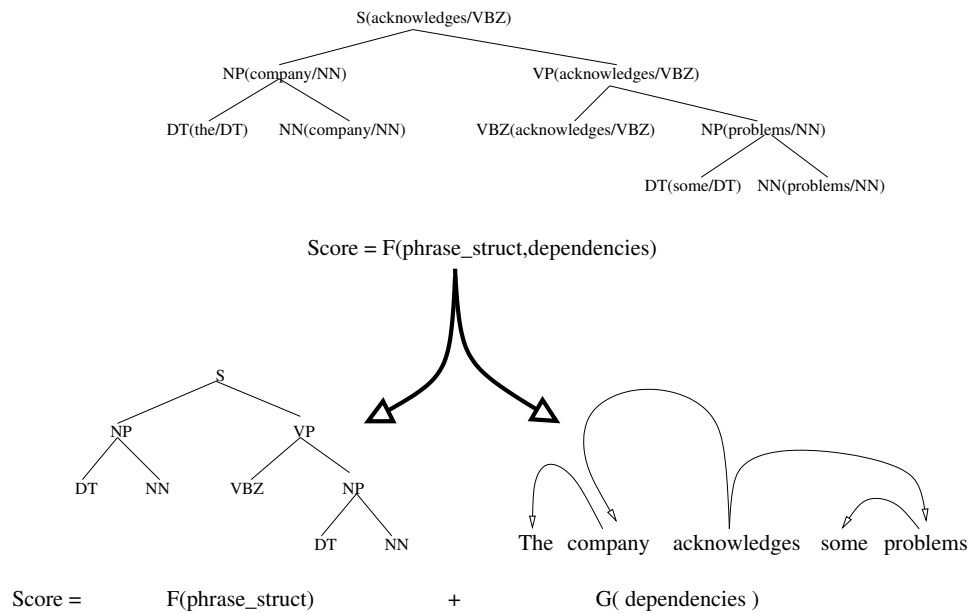 S(acknowledges/VBZ)
NP(company/NN) VP(acknowledges/VBZ)
DT(the/DT) NN(company/NN) VBZ(acknowledges/VBZ) NP(problems/NN)
DT(some/DT) NN(problems/NN)
Score = F(phrase_struct,dependencies)
S
NP VP
DT NN VBZ NP
DT NN
The company acknowledges some problems
Score = F(phrase_struct) + G( dependencies )